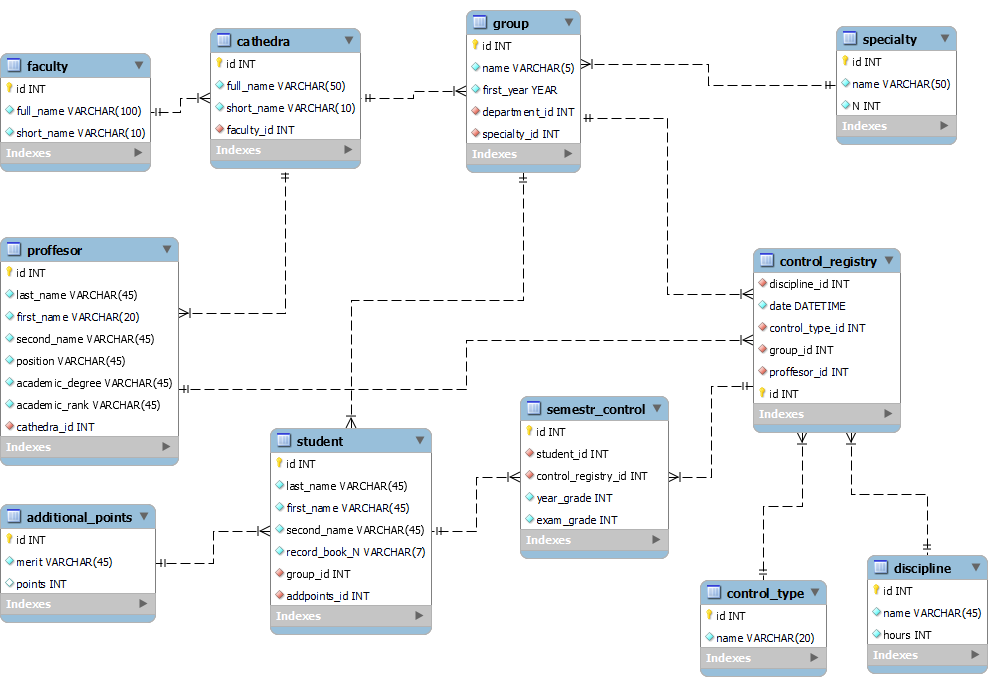 faculty
id INT
full_name VARCHAR(100)
short_name VARCHAR(10)
Indexes
cathedra
id INT
full_name VARCHAR(50)
short_name VARCHAR(10)
faculty_id INT
Indexes
group
id INT
name VARCHAR(5)
first_year YEAR
department_id INT
specialty_id INT
Indexes
specialty
id INT
name VARCHAR(50)
N INT
Indexes
proffesor
id INT
last_name VARCHAR(45)
first_name VARCHAR(20)
second_name VARCHAR(45)
position VARCHAR(45)
academic_degree VARCHAR(45)
academic_rank VARCHAR(45)
cathedra_id INT
Indexes
control_registry
discipline_id INT
date DATETIME
control_type_id INT
group_id INT
proffesor_id INT
id INT
Indexes
semestr_control
id INT
student_id INT
control_registry_id INT
year_grade INT
exam_grade INT
Indexes
student
id INT
last_name VARCHAR(45)
first_name VARCHAR(45)
second_name VARCHAR(45)
record_book_N VARCHAR(7)
group_id INT
addpoints_id INT
Indexes
additional_points
id INT
merit VARCHAR(45)
points INT
Indexes
control_type
id INT
name VARCHAR(20)
Indexes
discipline
id INT
name VARCHAR(45)
hours INT
Indexes